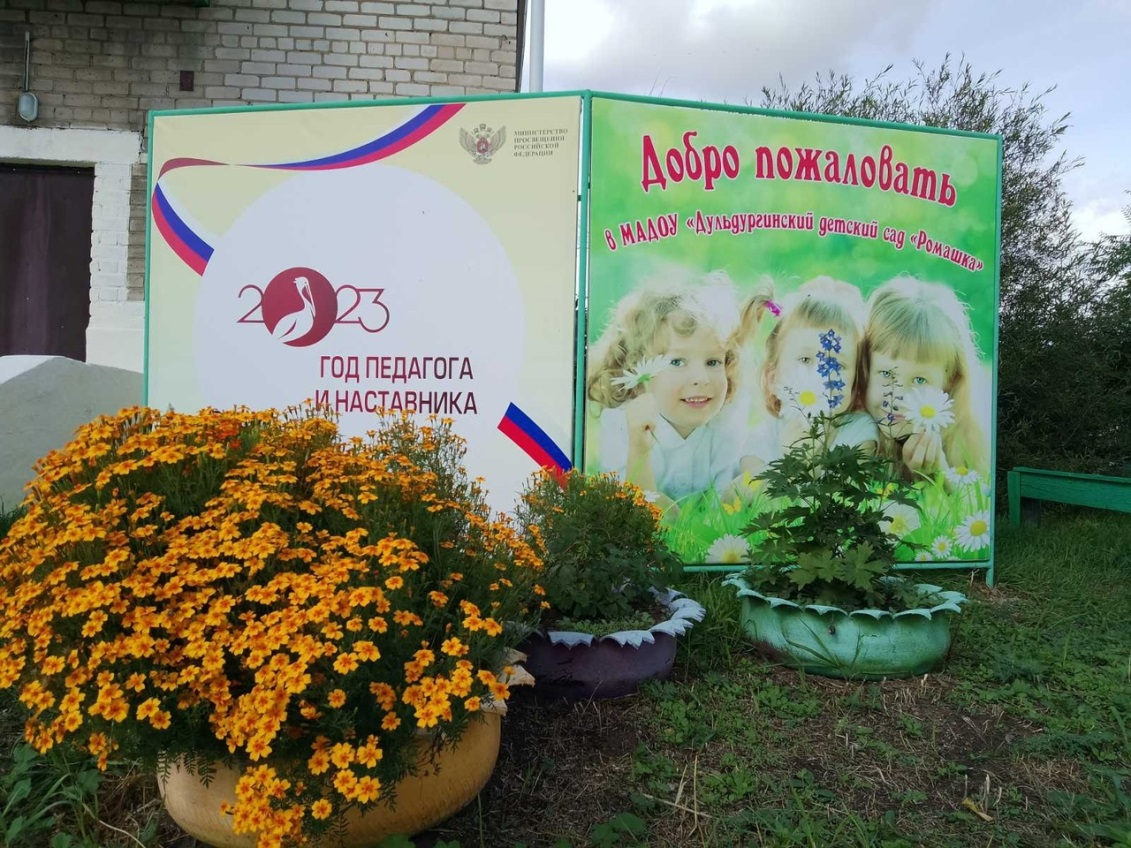 МИНИСТЕРСТВО
ПРОСВЕЩЕНИЯ
РОССИЙСКОЙ
ФЕДЕРАЦИИ
2023
ГОД ПЕДАГОГА
И НАСТАВНИКА
Добро пожаловать
в МАДОУ «Дульдургинский детский сад «Ромашка»